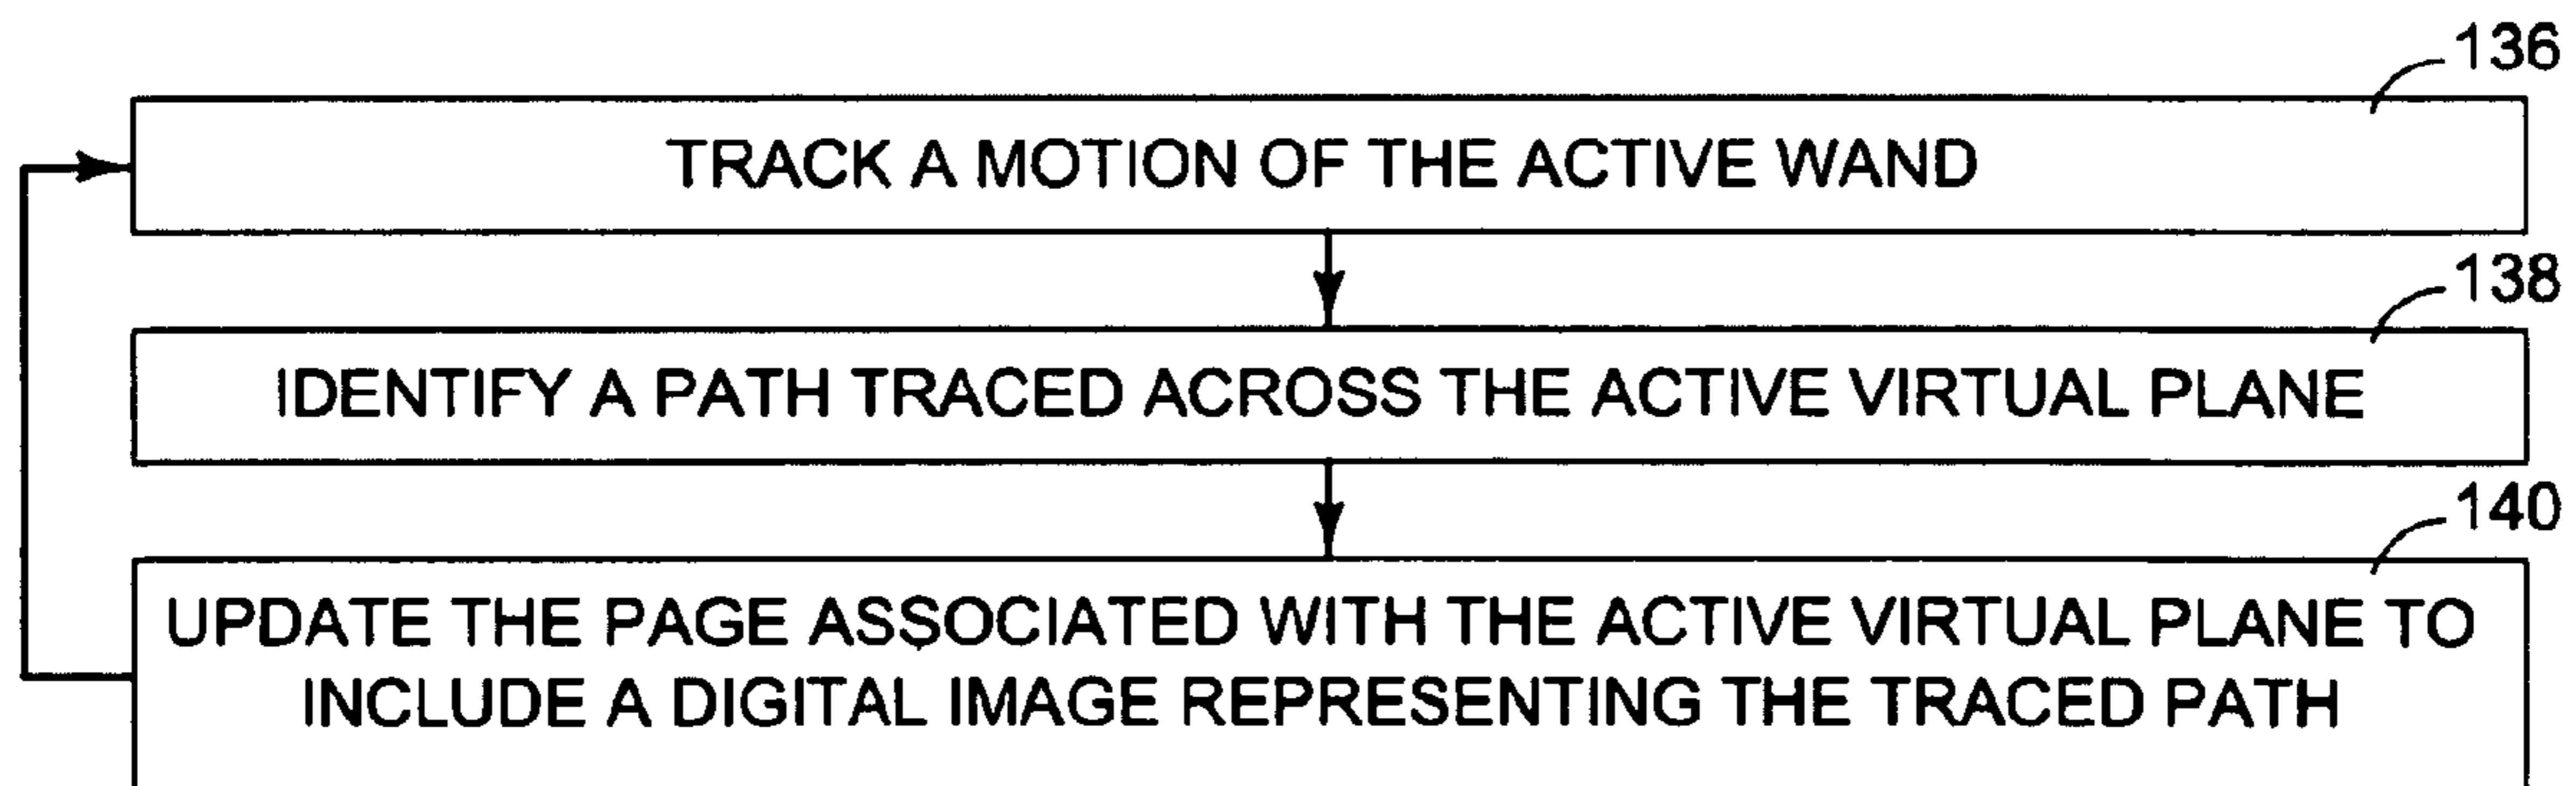 136
TRACK A MOTION OF THE ACTIVE WAND
138
IDENTIFY A PATH TRACED ACROSS THE ACTIVE VIRTUAL PLANE
140
UPDATE THE PAGE ASSOCIATED WITH THE ACTIVE VIRTUAL PLANE TO
INCLUDE A DIGITAL IMAGE REPRESENTING THE TRACED PATH